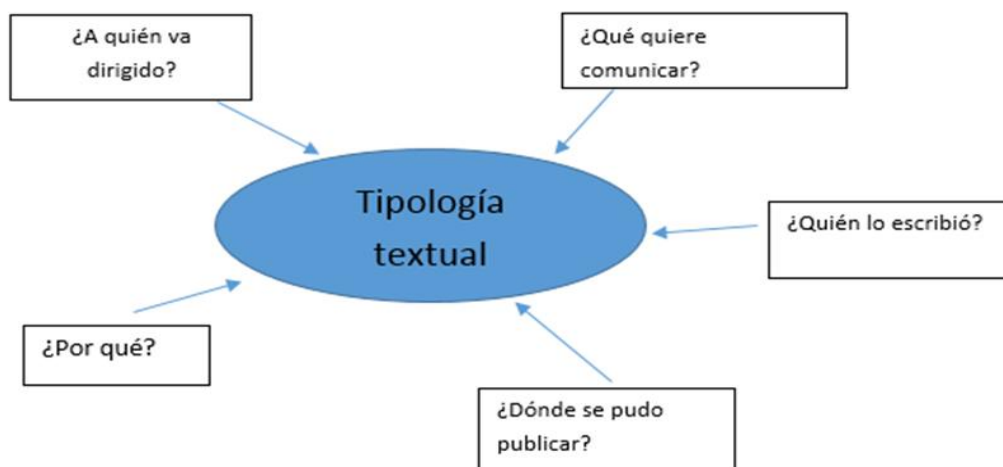 ¿A quién va
dirigido?
¿Qué quiere
comunicar?
Tipología
textual
¿Quién lo escribió?
¿Por qué?
¿Dónde se pudo
publicar?